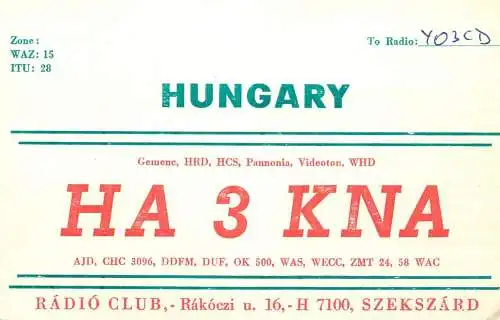 Zone:
WAZ: 15
ITU: 28
To Radio: YO3CD
HUNGARY
Gemenc, HRD, HCS, Pannonia, Videoton, WHD
HA 3 KNA
AJD, CHC 3096, DDFM, DUF, OK 500, WAS, WECC, ZMT 24, 58 WAC
RÁDIÓ CLUB,- Rákóczi u. 16,- H 7100, SZEKSZÁRD